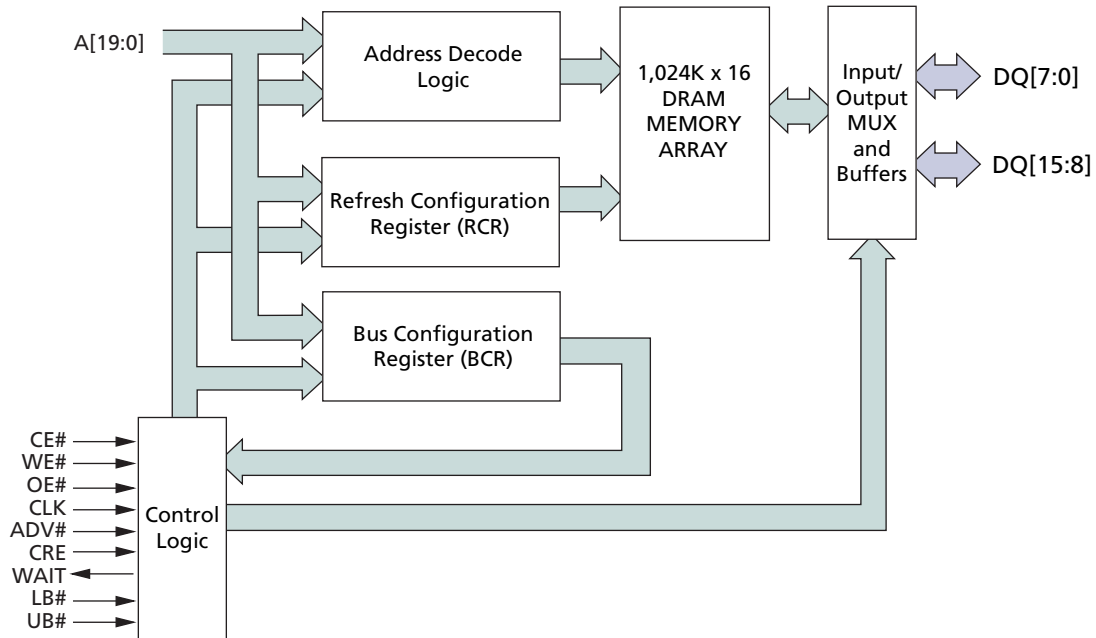 A[19:0]
Address Decode
Logic
1,024K x 16
DRAM
MEMORY
ARRAY
Input/
Output
MUX
and
Buffers
DQ[7:0]
DQ[15:8]
Refresh Configuration
Register (RCR)
Bus Configuration
Register (BCR)
CE#
WE#
OE#
CLK
ADV#
CRE
WAIT
LB#
UB#
Control
Logic